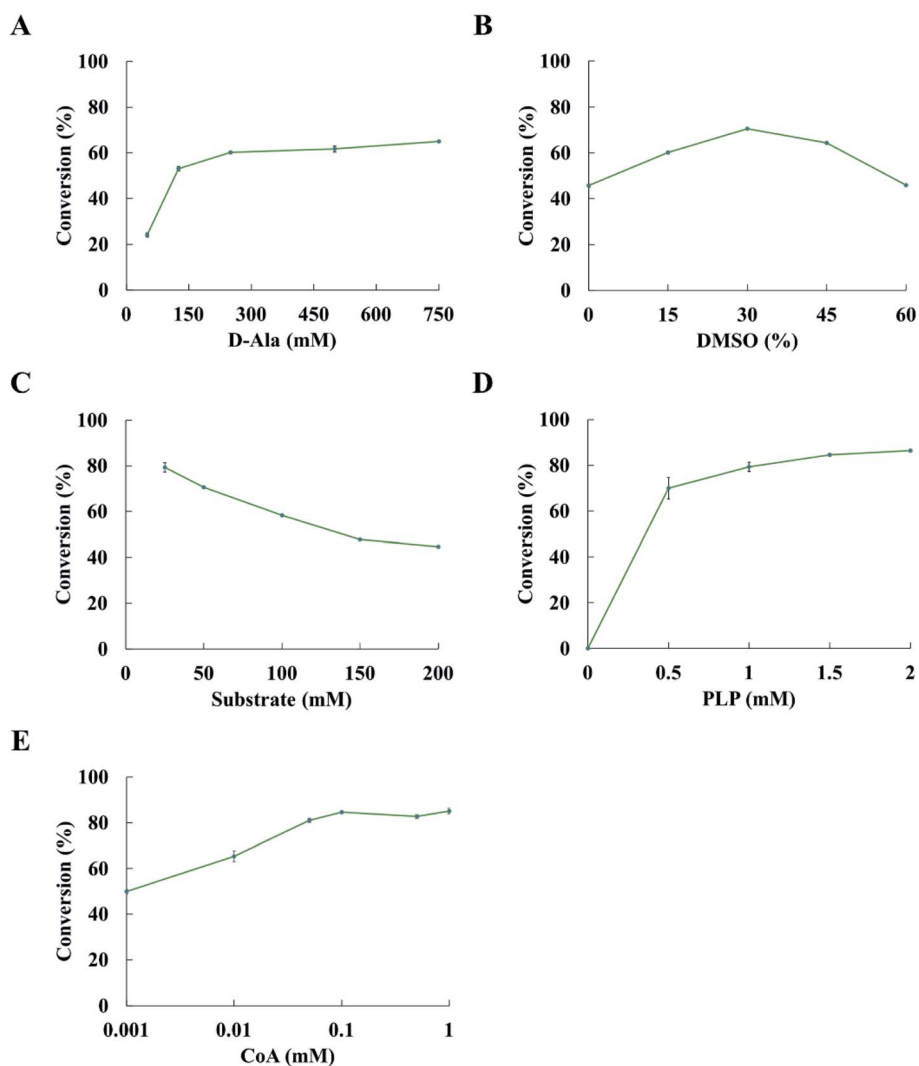 A
Conversion (%)
100
80
60
40
20
0
0 150 300 450 600 750
D-Ala (mM)
B
Conversion (%)
100
80
60
40
20
0
0 15 30 45 60
DMSO (%)
C
Conversion (%)
100
80
60
40
20
0
0 50 100 150 200
Substrate (mM)
D
Conversion (%)
100
80
60
40
20
0
0 0.5 1 1.5 2
PLP (mM)
E
Conversion (%)
100
80
60
40
20
0
0.001 0.01 0.1 1
CoA (mM)